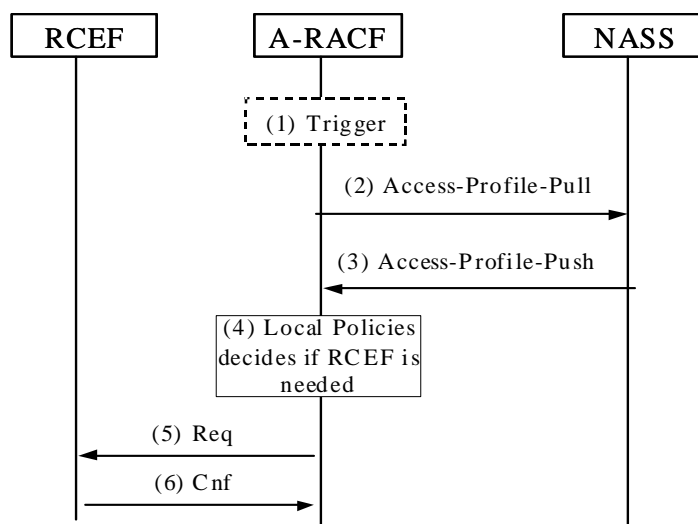 RCEF
A-RACF
NASS
(1) Trigger
(2) Access-Profile-Pull
(3) Access-Profile-Push
(4) Local Policies
decides if RCEF is
needed
(5) Req
(6) Cnf